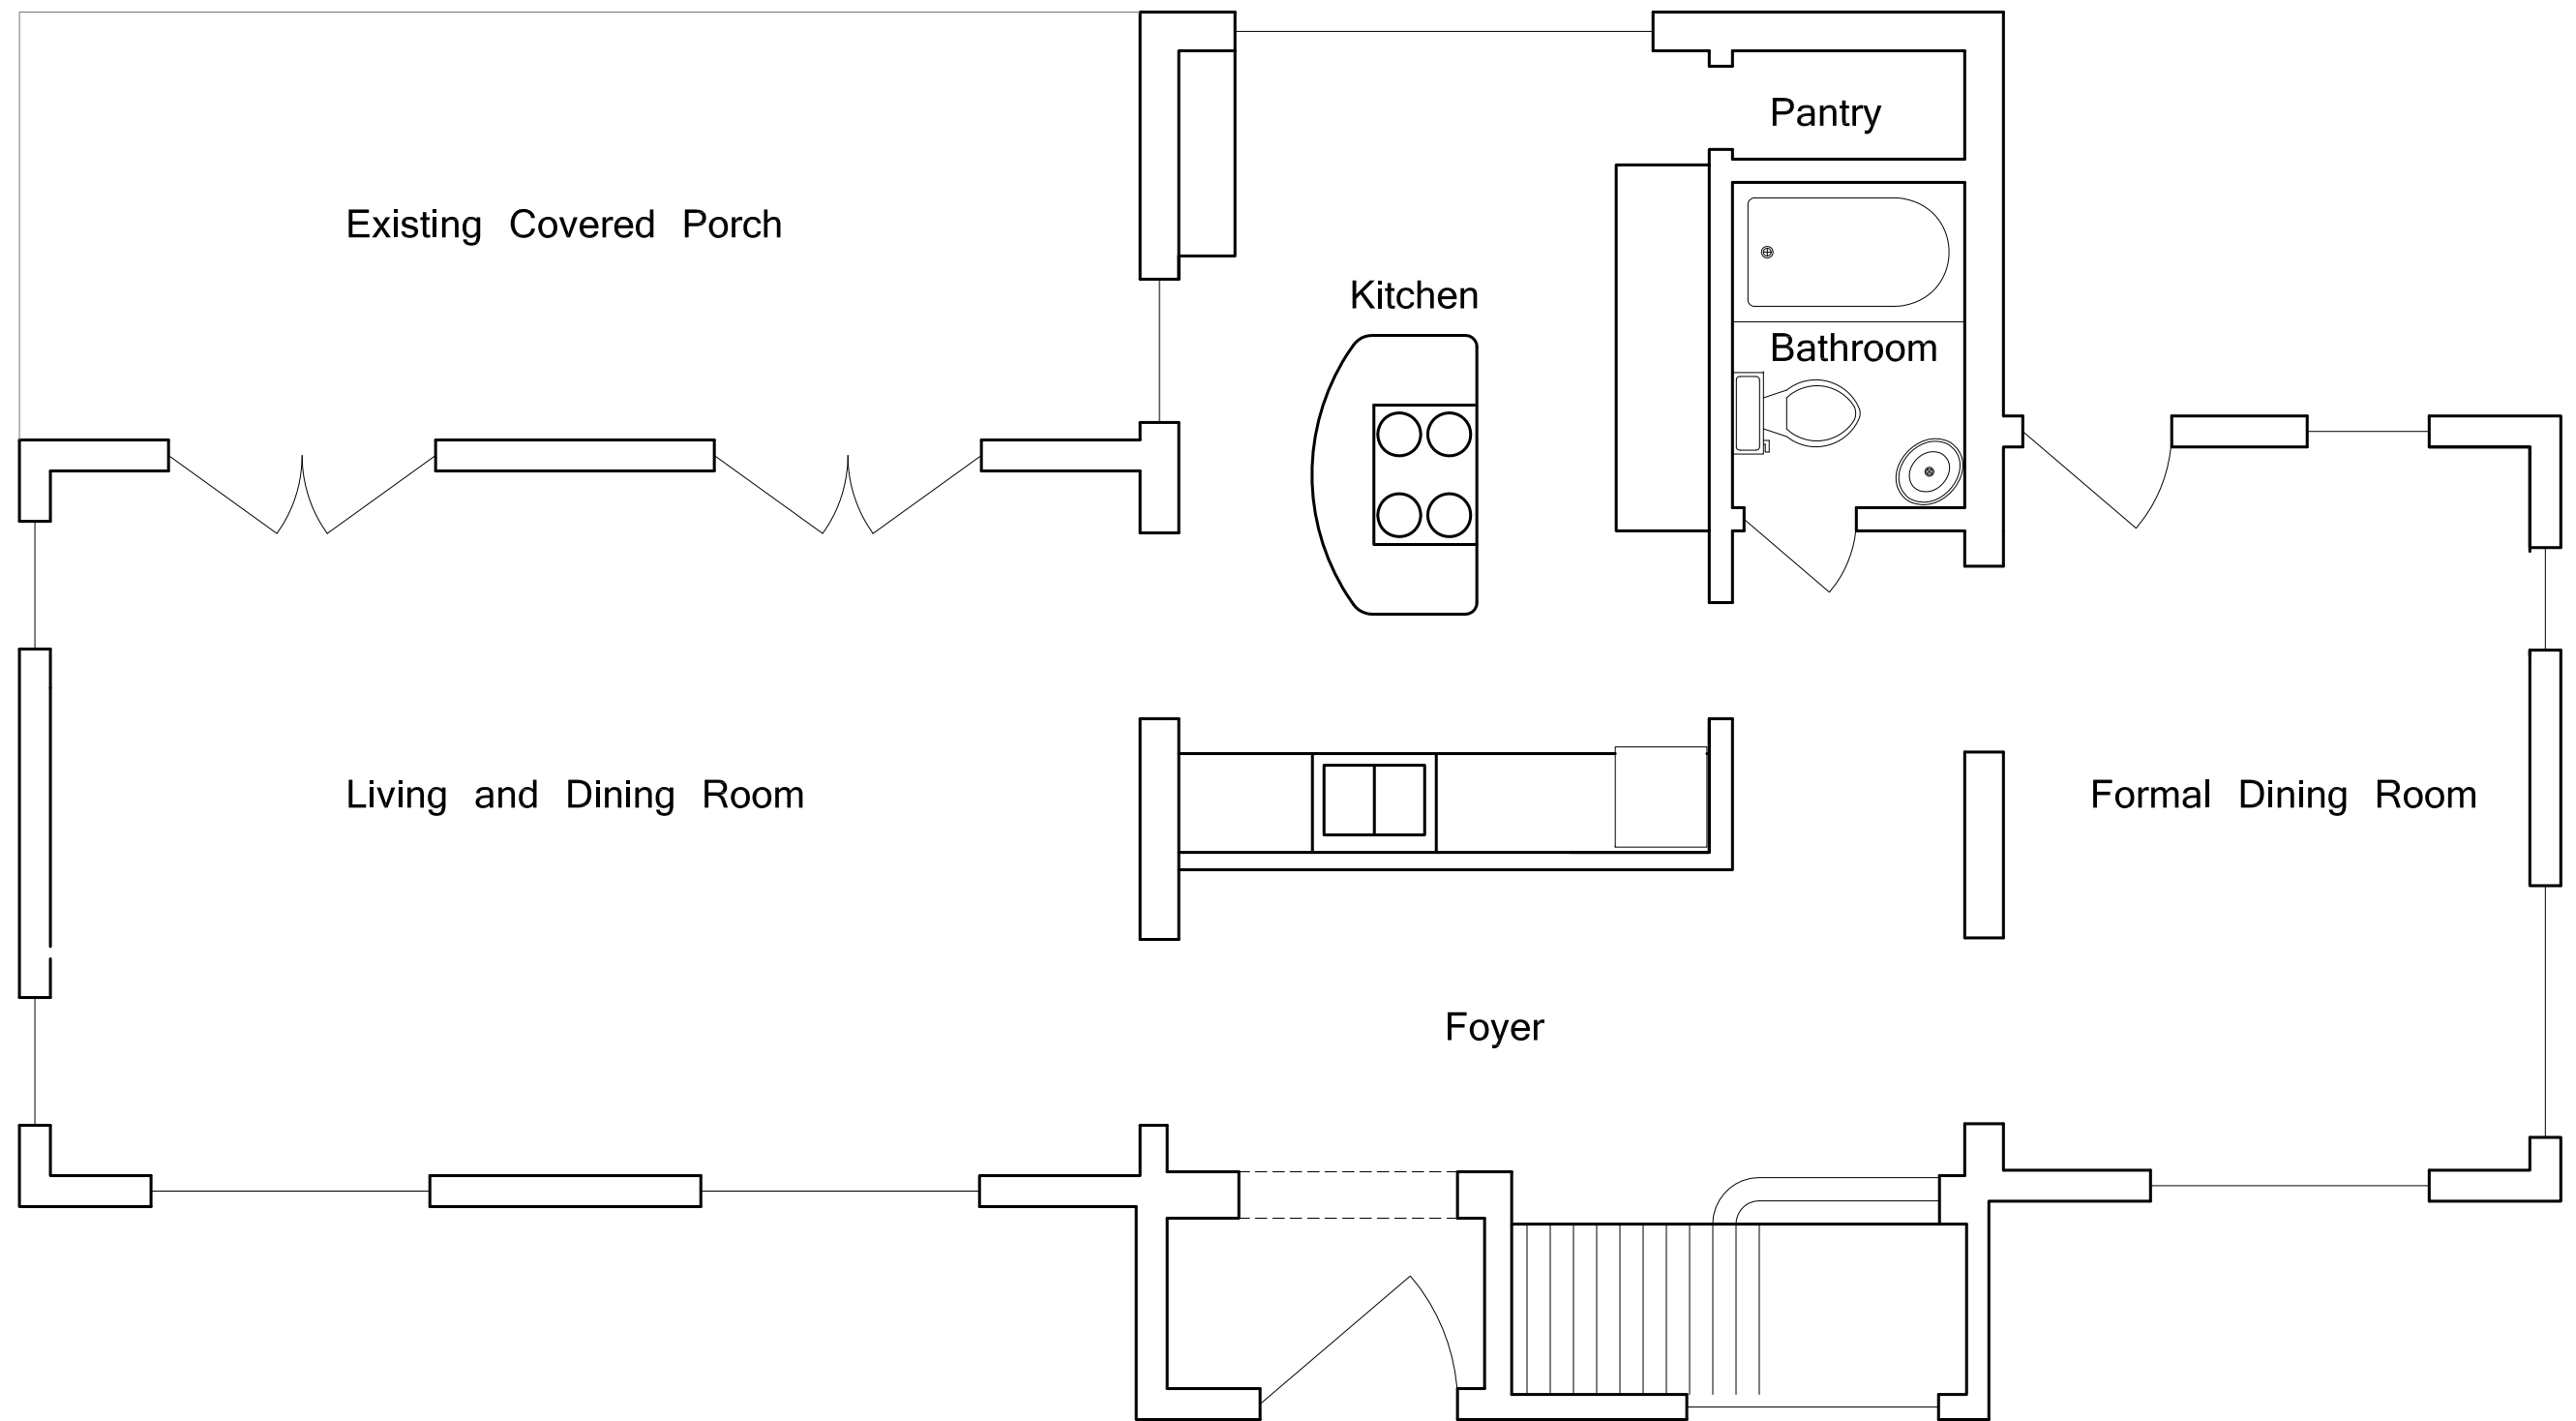 Pantry
Existing Covered Porch
Kitchen
Bathroom
Living and Dining Room
Formal Dining Room
Foyer